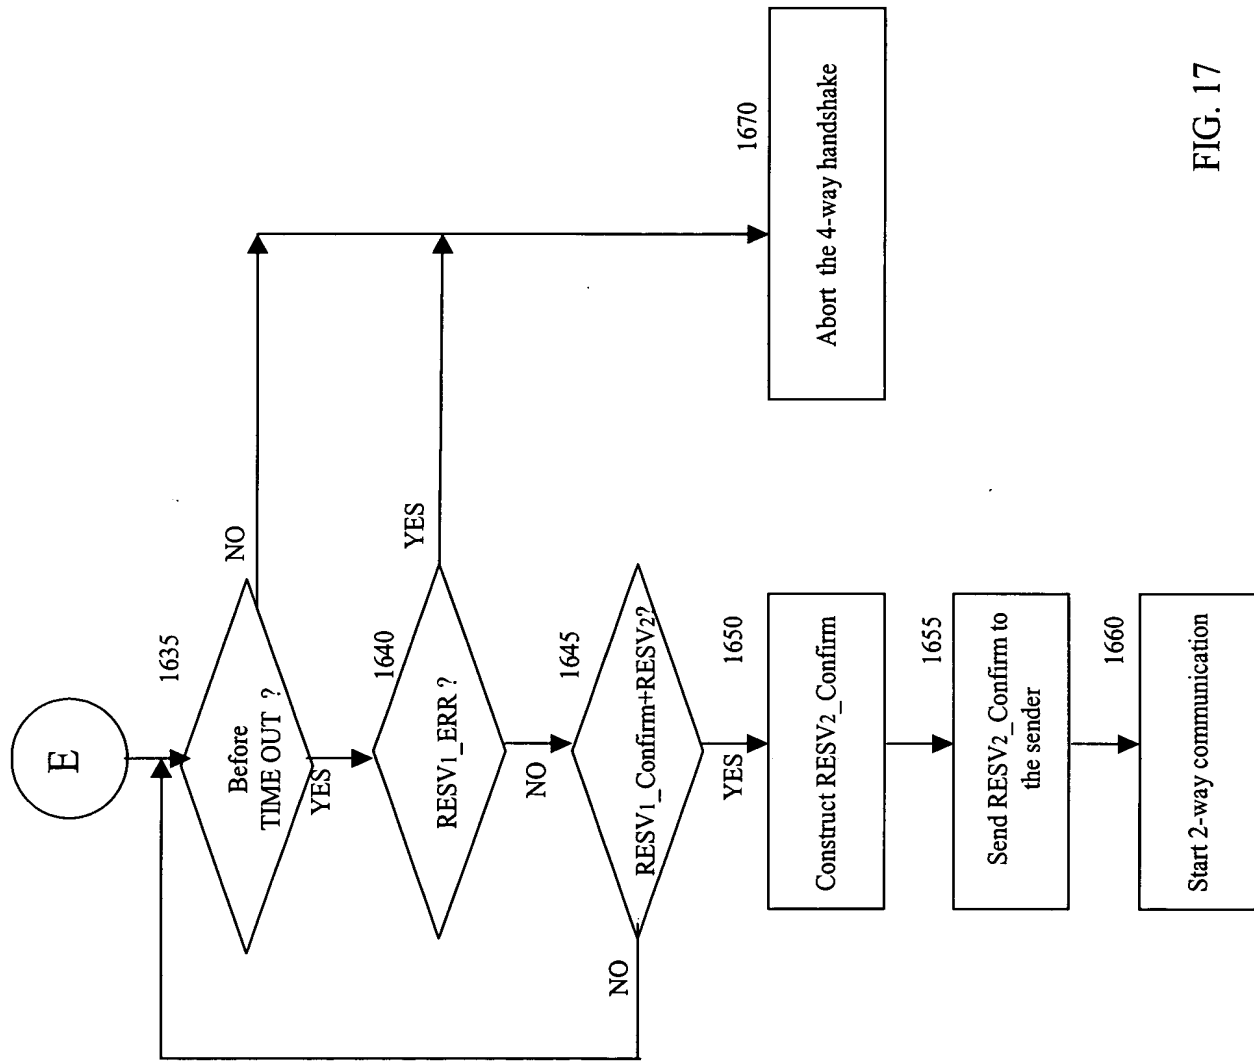 E
1635
Before
TIME OUT ?
NO
YES
1640
RESV1_ERR ?
YES
NO
1645
RESV1_Confirm+RESV2?
NO
YES
1650
Construct RESV2_Confirm
1655
Send RESV2_Confirm to
the sender
1660
Start 2-way communication
1670
Abort the 4-way handshake
FIG. 17